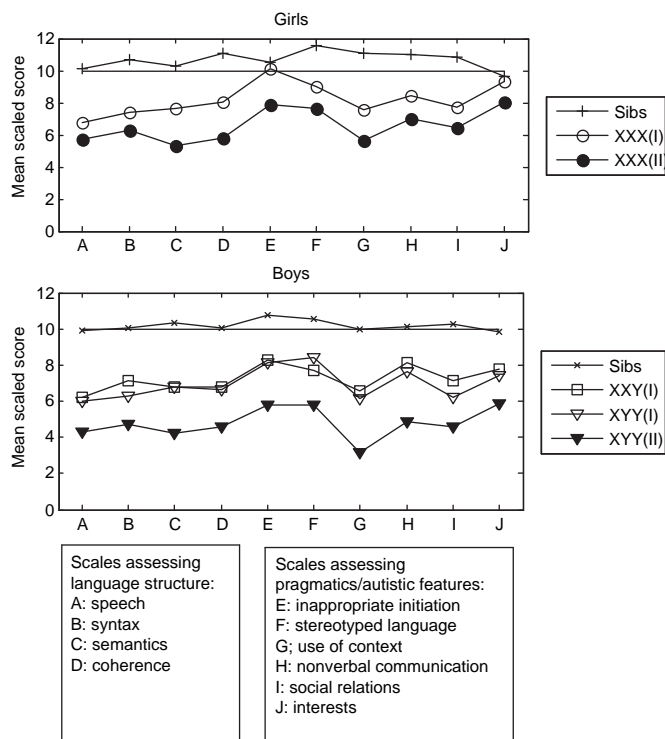 Girls
12
10
8
6
4
2
0
Mean scaled score
A B C D E F G H I J
Sibs
XXX(I)
XXX(II)
Boys
12
10
8
6
4
2
0
Mean scaled score
A B C D E F G H I J
Sibs
XXY(I)
XYY(I)
XYY(II)
Scales assessing
language structure:
A: speech
B: syntax
C: semantics
D: coherence
Scales assessing
pragmatics/autistic features:
E: inappropriate initiation
F: stereotyped language
G; use of context
H: nonverbal communication
I: social relations
J: interests